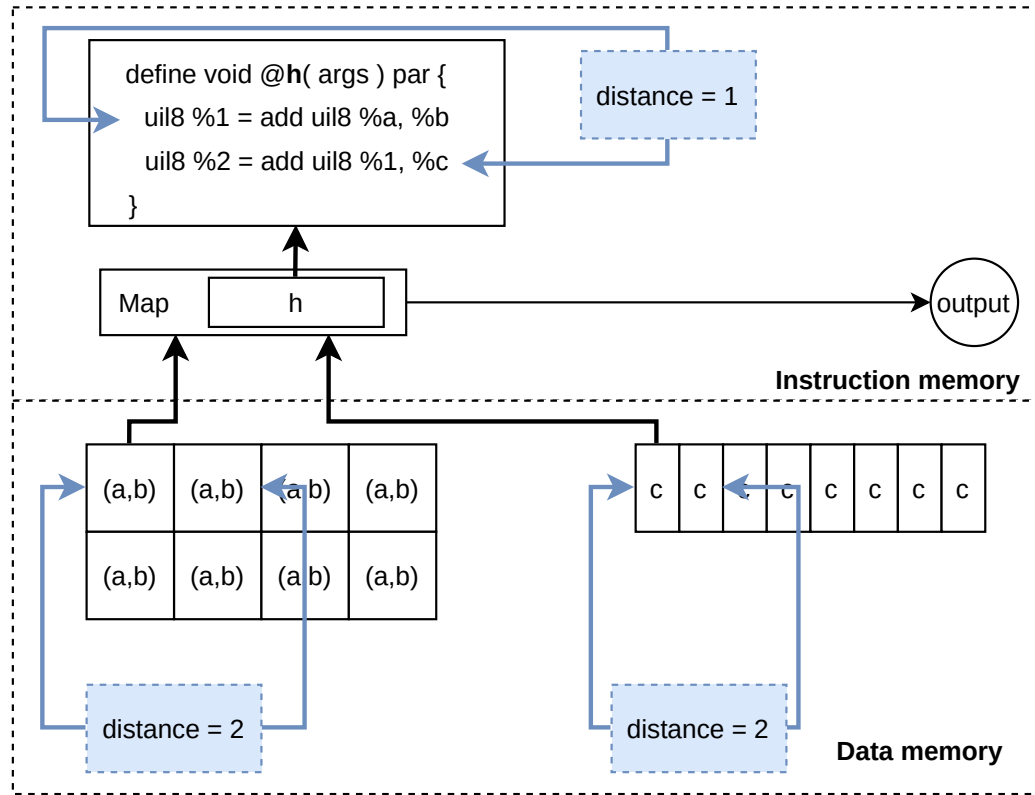 define void @h( args ) par {
uil8 %1 = add uil8 %a, %b
uil8 %2 = add uil8 %1, %c
}
distance = 1
Map
h
output
Instruction memory
(a,b) (a,b) (a,b) (a,b)
(a,b) (a,b) (a,b) (a,b)
c c c c c c c c
distance = 2
distance = 2
Data memory